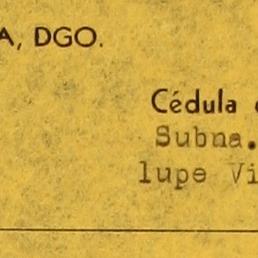 A, DGO.
Cédula
Subna.
lupe Vi